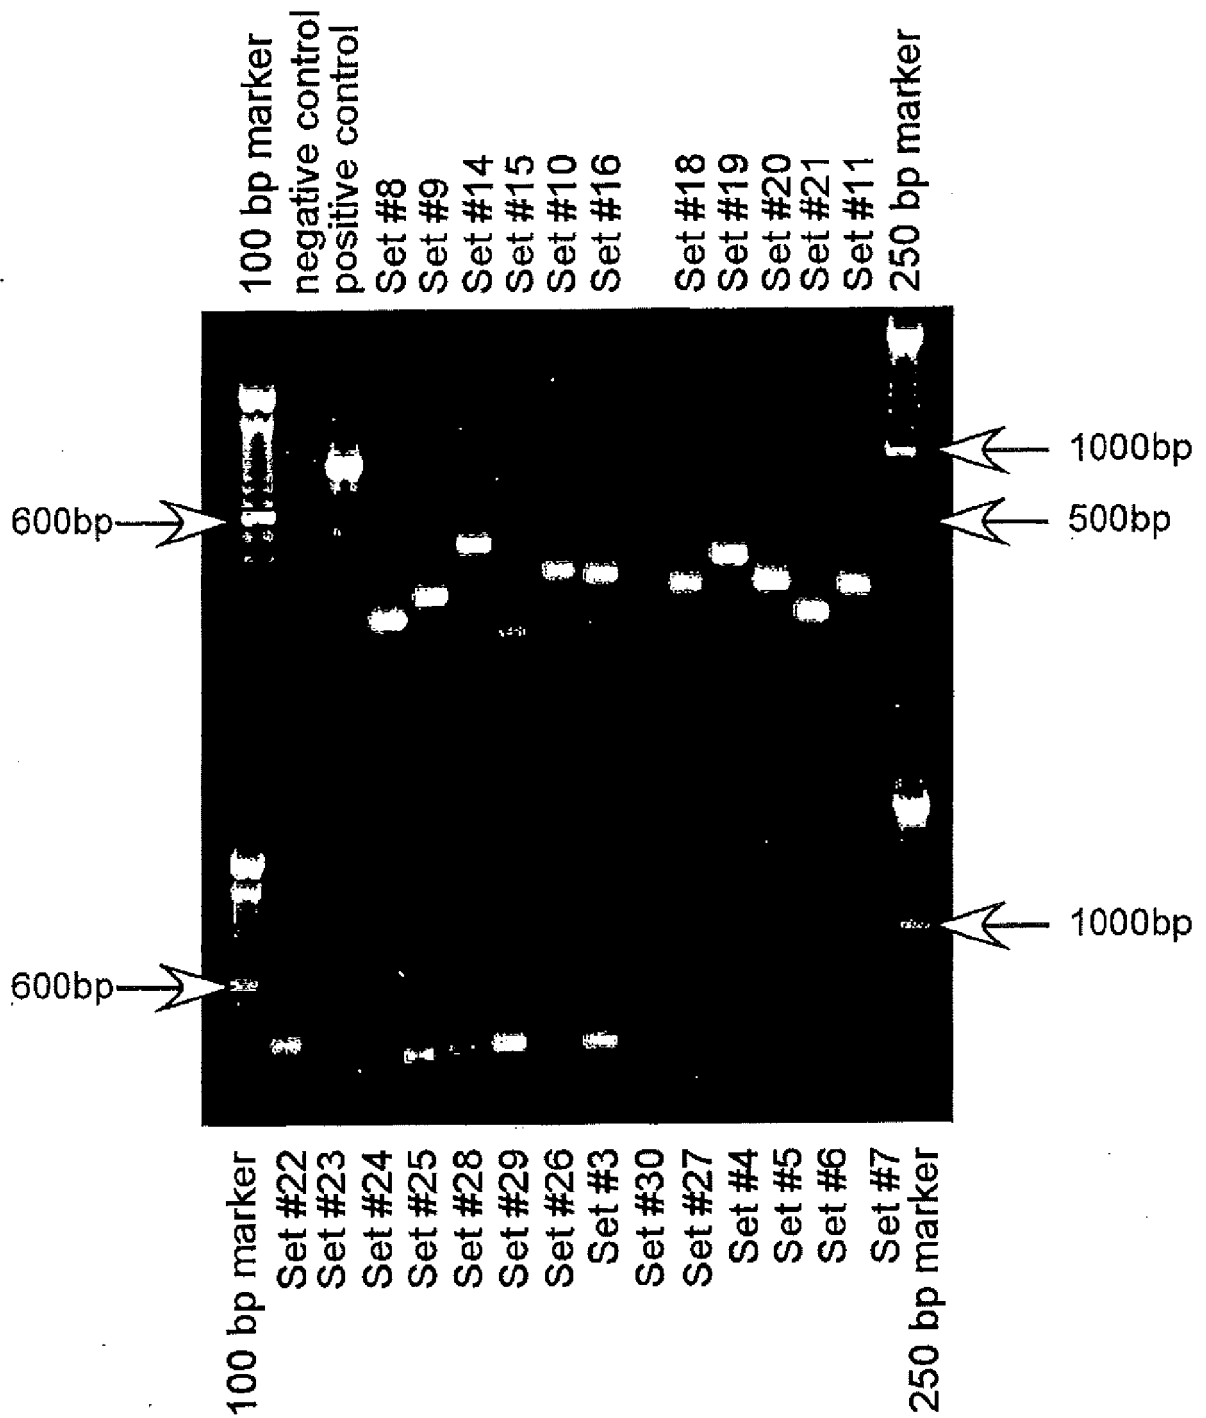 100 bp marker
negative control
positive control
Set #8
Set #9
Set #14
Set #15
Set #10
Set #16
Set #18
Set #19
Set #20
Set #21
Set #11
250 bp marker
1000bp
600bp
500bp
1000bp
600bp
100 bp marker
Set #22
Set #23
Set #24
Set #25
Set #28
Set #29
Set #26
Set #3
Set #30
Set #27
Set #4
Set #5
Set #6
Set #7
250 bp marker